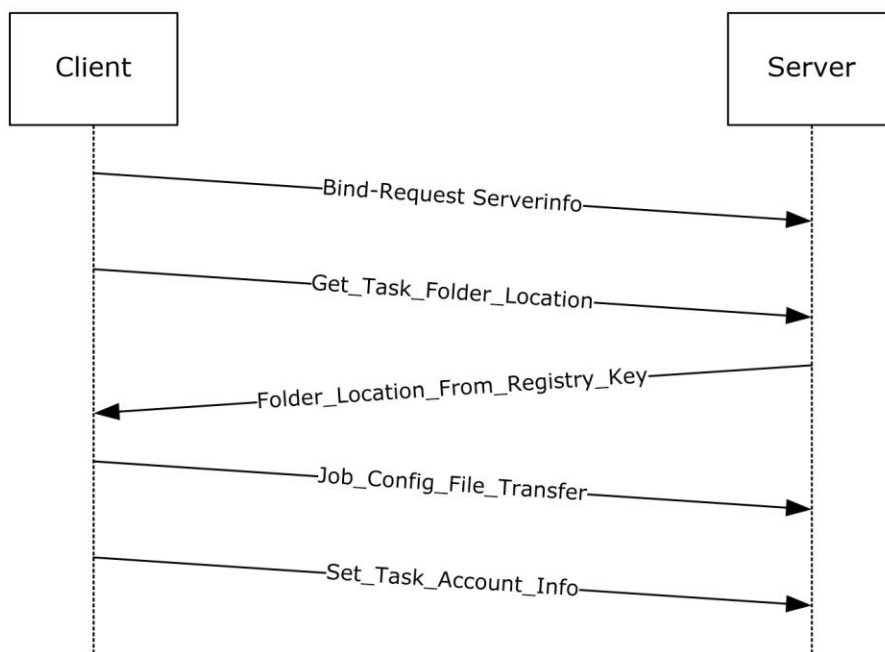 Client
Server
Bind-Request Serverinfo
Get_Task_Folder_Location
Folder_Location_From_Registry_Key
Job_Config_File_Transfer
Set_Task_Account_Info